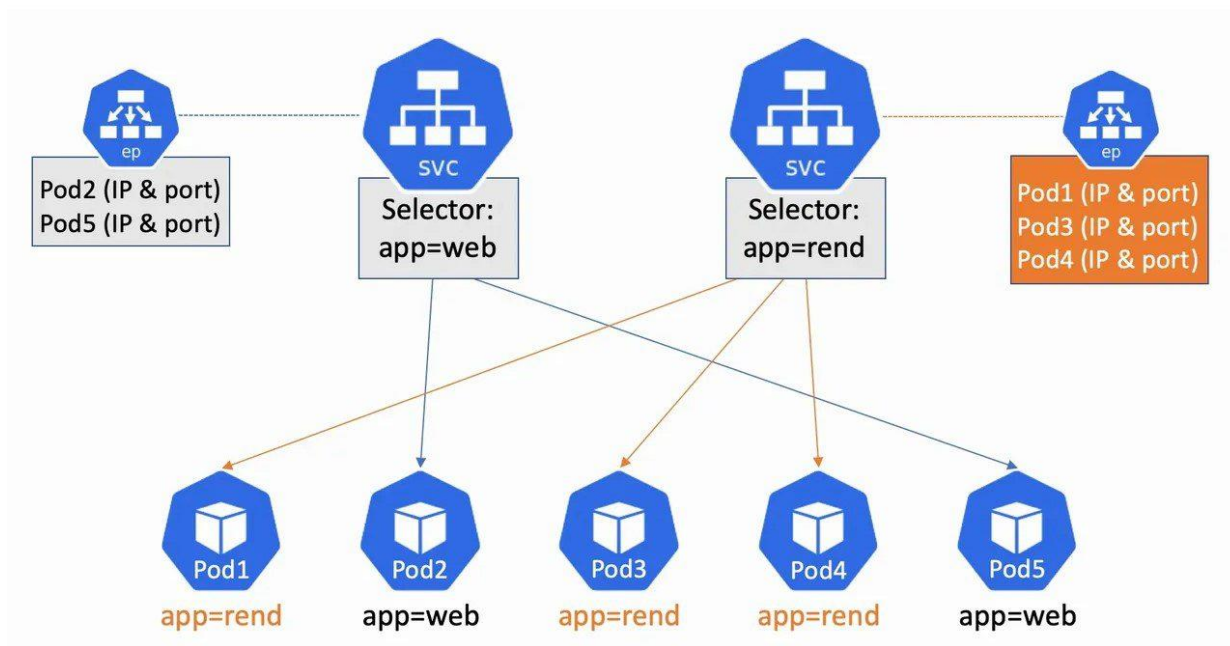 ep
Pod2 (IP & port)
Pod5 (IP & port)
svc
Selector:
app=web
svc
Selector:
app=rend
ep
Pod1 (IP & port)
Pod3 (IP & port)
Pod4 (IP & port)
Pod1
app=rend
Pod2
app=web
Pod3
app=rend
Pod4
app=rend
Pod5
app=web